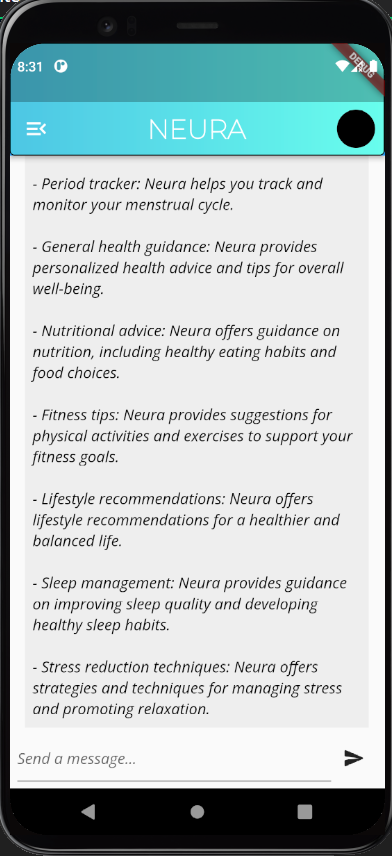 8:31
DEBUG
NEURA
- Period tracker: Neura helps you track and
monitor your menstrual cycle.
- General health guidance: Neura provides
personalized health advice and tips for overall
well-being.
- Nutritional advice: Neura offers guidance on
nutrition, including healthy eating habits and
food choices.
- Fitness tips: Neura provides suggestions for
physical activities and exercises to support your
fitness goals.
- Lifestyle recommendations: Neura offers
lifestyle recommendations for a healthier and
balanced life.
- Sleep management: Neura provides guidance
on improving sleep quality and developing
healthy sleep habits.
- Stress reduction techniques: Neura offers
strategies and techniques for managing stress
and promoting relaxation.
Send a message...